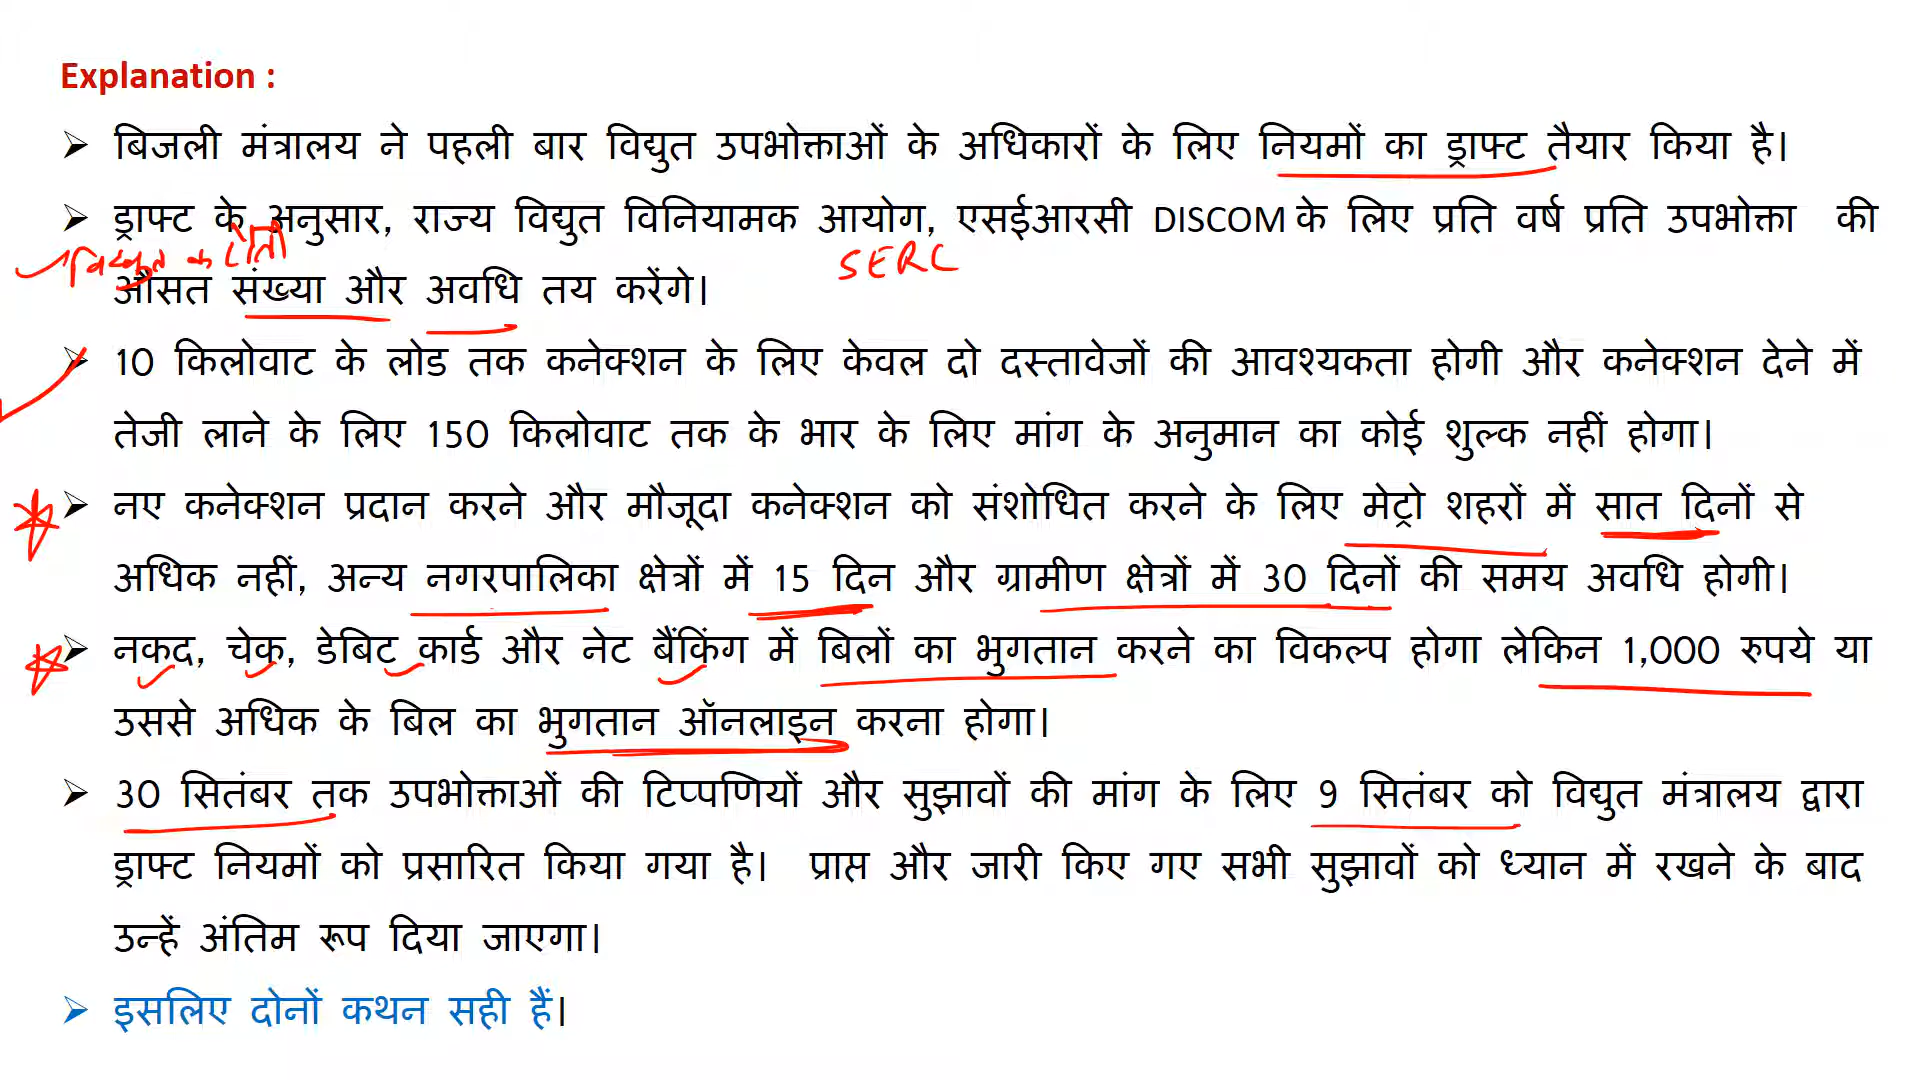 Explanation :
➢ बिजली मंत्रालय ने पहली बार विद्युत उपभोक्ताओं के अधिकारों के लिए नियमों का ड्राफ्ट तैयार किया है।
➢ ड्राफ्ट के अनुसार, राज्य विद्युत विनियामक आयोग, एसईआरसी DISCOM के लिए प्रति वर्ष प्रति उपभोक्ता की
SERC
औसत संख्या और अवधि तय करेंगे।
➢ 10 किलोवाट के लोड तक कनेक्शन के लिए केवल दो दस्तावेजों की आवश्यकता होगी और कनेक्शन देने में
तेजी लाने के लिए 150 किलोवाट तक के भार के लिए मांग के अनुमान का कोई शुल्क नहीं होगा।
➢ नए कनेक्शन प्रदान करने और मौजूदा कनेक्शन को संशोधित करने के लिए मेट्रो शहरों में सात दिनों से
अधिक नहीं, अन्य नगरपालिका क्षेत्रों में 15 दिन और ग्रामीण क्षेत्रों में 30 दिनों की समय अवधि होगी।
➢ नकद, चेक, डेबिट कार्ड और नेट बैंकिंग में बिलों का भुगतान करने का विकल्प होगा लेकिन 1,000 रुपये या
उससे अधिक के बिल का भुगतान ऑनलाइन करना होगा।
➢ 30 सितंबर तक उपभोक्ताओं की टिप्पणियों और सुझावों की मांग के लिए 9 सितंबर को विद्युत मंत्रालय द्वारा
ड्राफ्ट नियमों को प्रसारित किया गया है। प्राप्त और जारी किए गए सभी सुझावों को ध्यान में रखने के बाद
उन्हें अंतिम रूप दिया जाएगा।
➢ इसलिए दोनों कथन सही हैं।